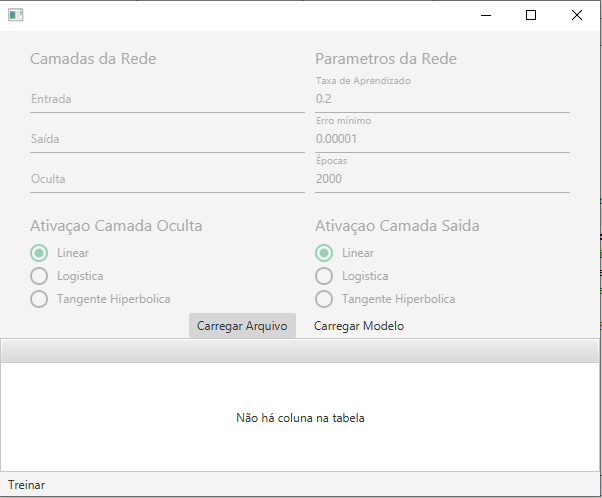 Camadas da Rede
Parametros da Rede
Taxa de Aprendizado
Entrada
0.2
Erro mínimo
Saída
0.00001
Épocas
Oculta
2000
Ativaçao Camada Oculta
Ativaçao Camada Saida
Linear
Linear
Logistica
Logistica
Tangente Hiperbolica
Tangente Hiperbolica
Carregar Arquivo
Carregar Modelo
Não há coluna na tabela
Treinar